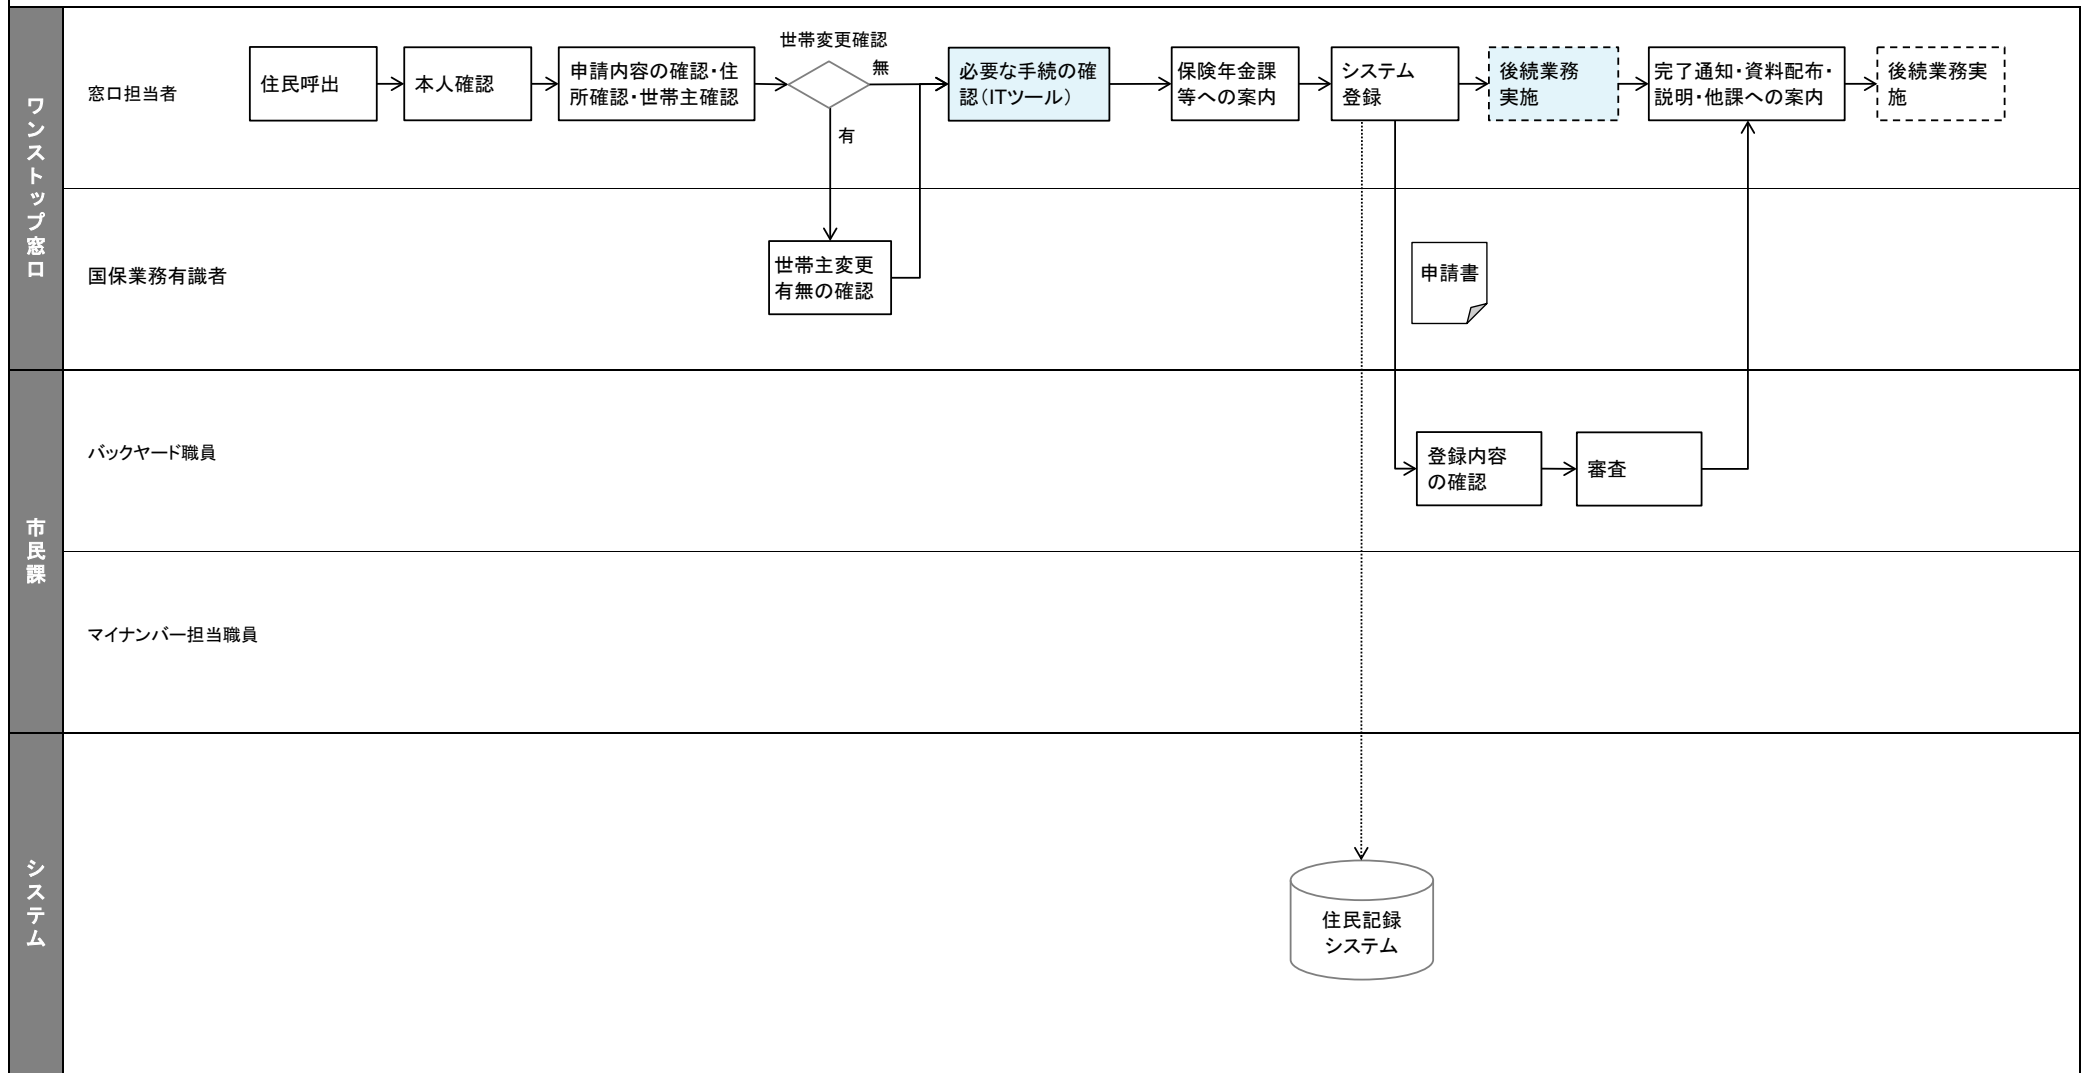 ワンストップ窓口
窓口担当者
住民呼出
本人確認
申請内容の確認・住
所確認・世帯主確認
世帯変更確認
無
有
必要な手続の確
認（ITツール）
保険年金課
等への案内
システム
登録
後続業務
実施
完了通知・資料配布・
説明・他課への案内
後続業務実
施
国保業務有識者
世帯主変更
有無の確認
申請書
市民課
バックヤード職員
登録内容
の確認
審査
マイナンバー担当職員
システム
住民記録
システム